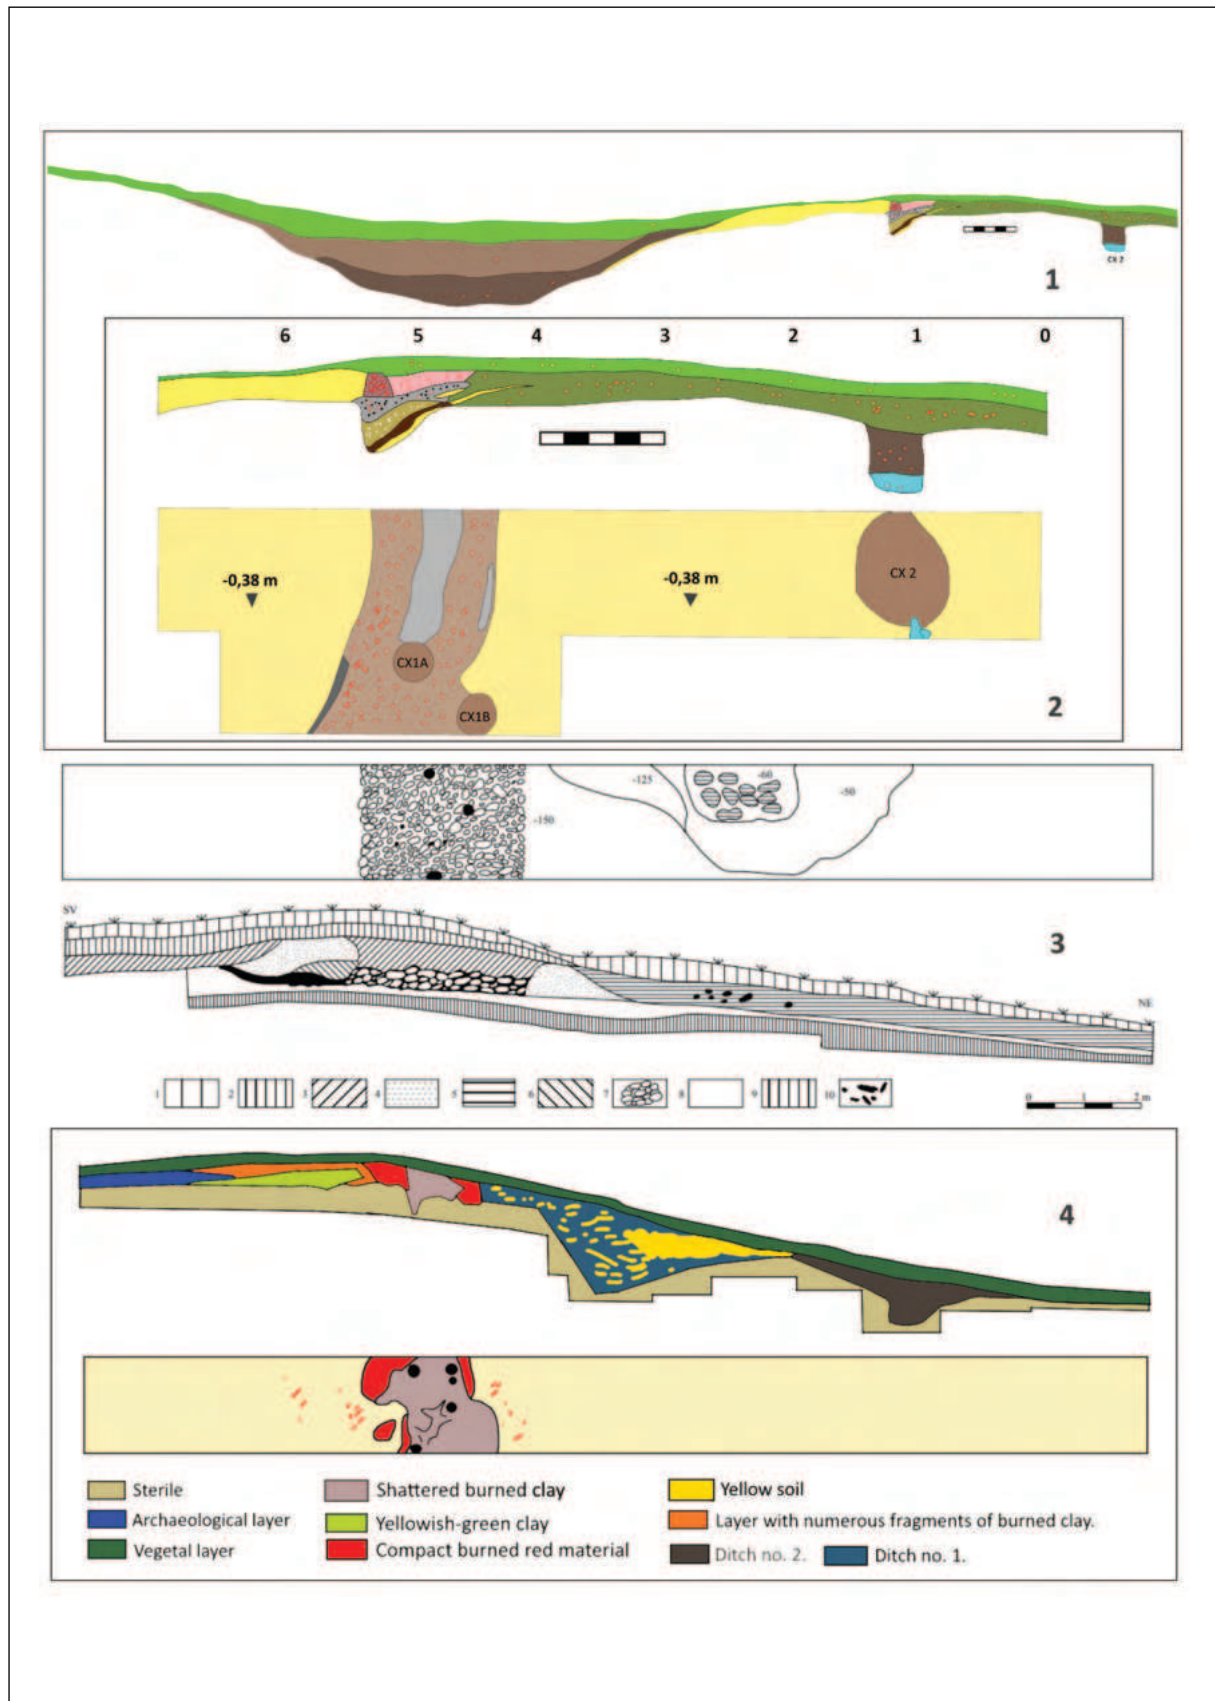 CX 2
1
6 5 4 3 2 1 0
-0,38 m
-0,38 m
CX 2
CX1A
CX1B
2
-125
-60
-50
-150
SV
3
NE
1 2 3 4 5 6 7 8 9 10
0 1 2 m
4
Sterile
Shattered burned clay
Yellow soil
Archaeological layer
Yellowish-green clay
Layer with numerous fragments of burned clay.
Vegetal layer
Compact burned red material
Ditch no. 2.
Ditch no. 1.